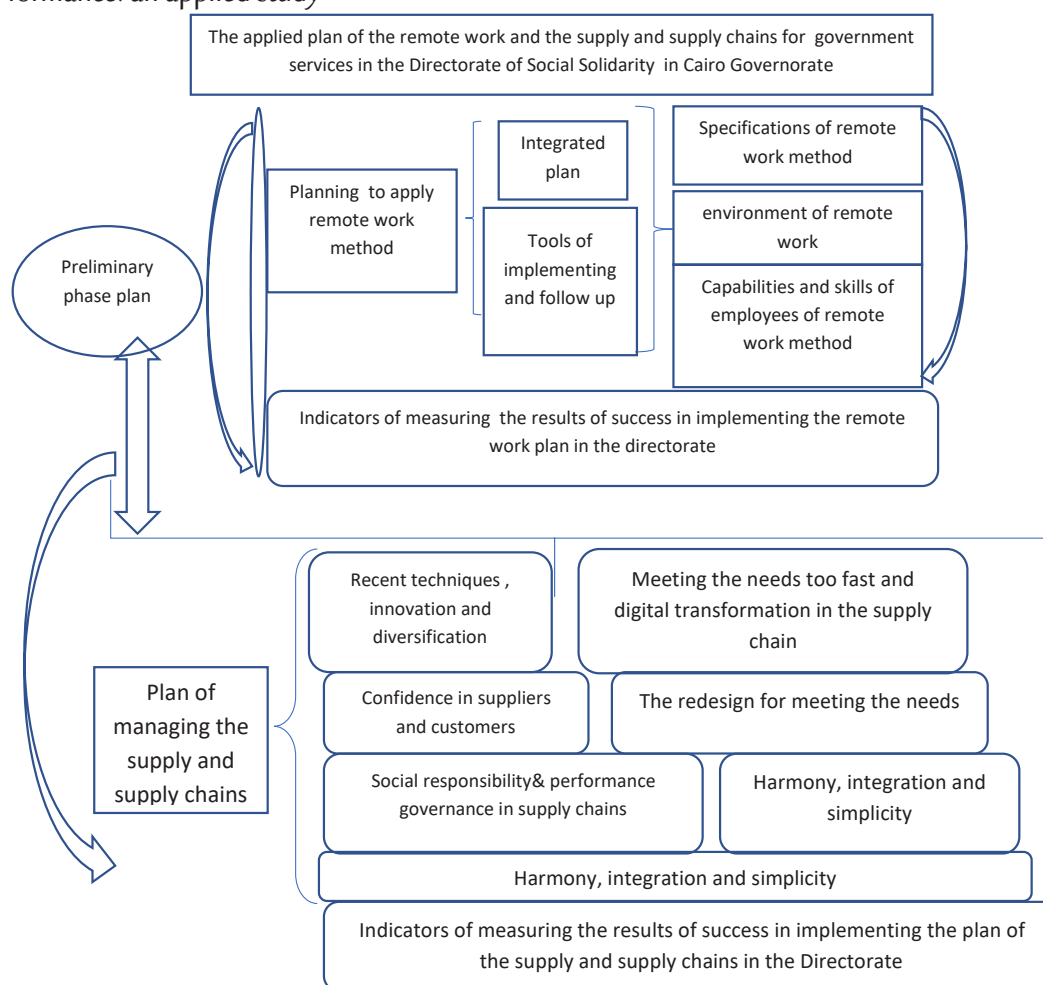 formance: an applied study
The applied plan of the remote work and the supply and supply chains for government
services in the Directorate of Social Solidarity in Cairo Governorate
Preliminary
phase plan
Planning to apply
remote work
method
Integrated
plan
Tools of
implementing
and follow up
Specifications of remote
work method
environment of remote
work
Capabilities and skills of
employees of remote
work method
Indicators of measuring the results of success in implementing the remote
work plan in the directorate
Plan of
managing the
supply and
supply chains
Recent techniques ,
innovation and
diversification
Meeting the needs too fast and
digital transformation in the supply
chain
Confidence in suppliers
and customers
The redesign for meeting the needs
Social responsibility& performance
governance in supply chains
Harmony, integration and
simplicity
Harmony, integration and simplicity
Indicators of measuring the results of success in implementing the plan of
the supply and supply chains in the Directorate